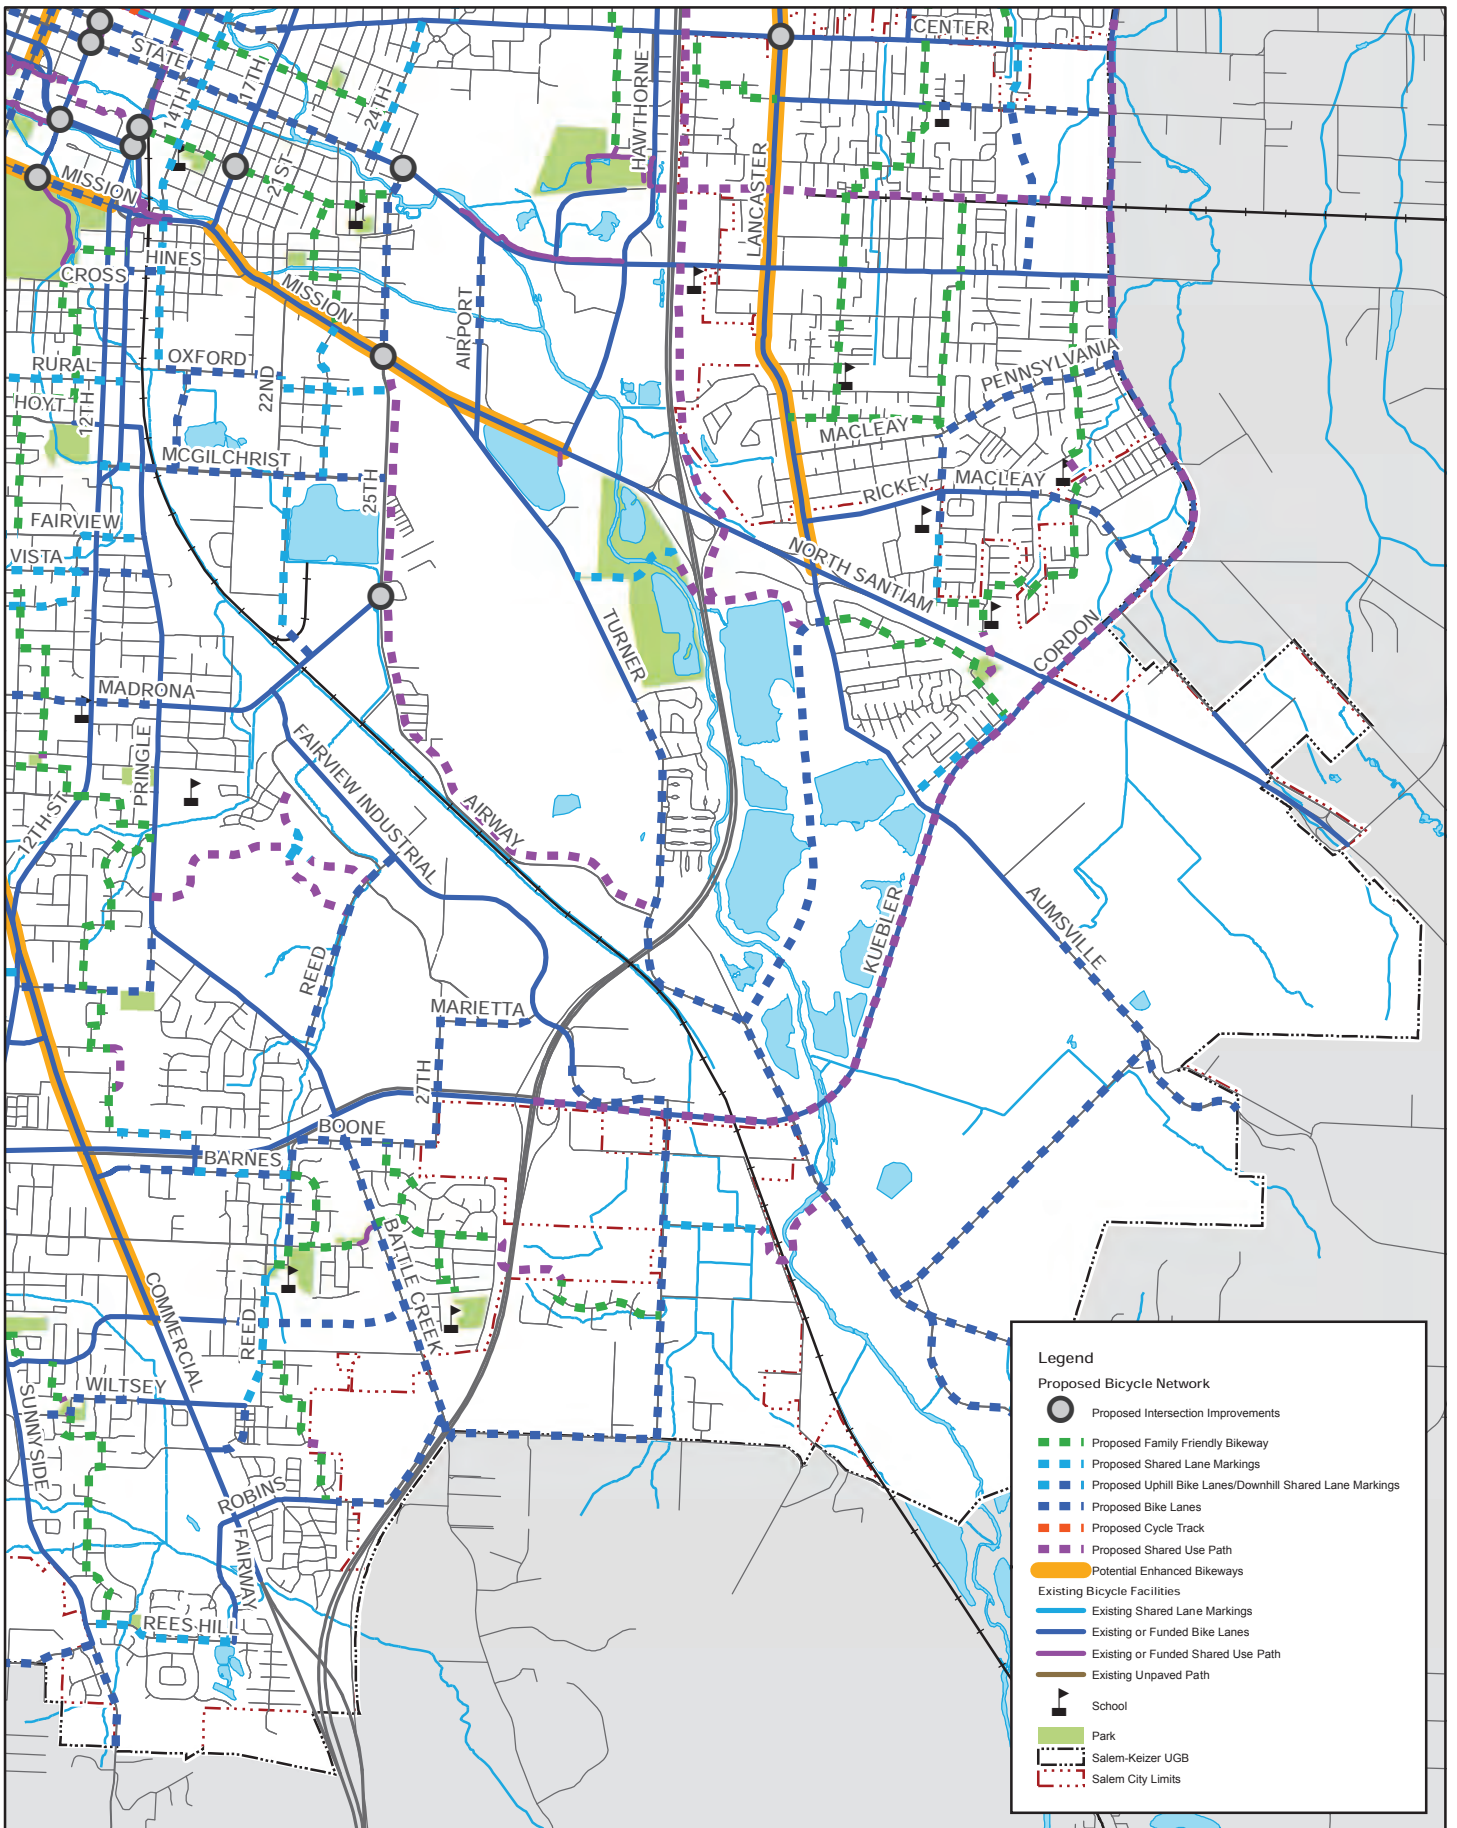 CENTER
STATE
17TH
HAWTHORNE
14TH
24TH
LANCASTER
21ST
MISSION
HINES
CROSS
MISSION
AIRPORT
PENNSYLVANIA
RURAL
OXFORD
22ND
HOYT
12TH
MACLEAY
MCGILCHRIST
25TH
RICKEY
MACLEAY
FAIRVIEW
VISTA
NORTH SANTIAM
TURNER
CORDON
MADRONA
PRINGLE
FAIRVIEW INDUSTRIAL
12TH ST
AIRWAY
KUEBLER
AUMSVILLE
REED
MARIETTA
27TH
BOONE
BARNES
BATTLE CREEK
COMMERCIAL
REED
WILTSEY
SUNNYSIDE
ROBINS
FAIRWAY
REES HILL
Legend
Proposed Bicycle Network
Proposed Intersection Improvements
Proposed Family Friendly Bikeway
Proposed Shared Lane Markings
Proposed Uphill Bike Lanes/Downhill Shared Lane Markings
Proposed Bike Lanes
Proposed Cycle Track
Proposed Shared Use Path
Potential Enhanced Bikeways
Existing Bicycle Facilities
Existing Shared Lane Markings
Existing or Funded Bike Lanes
Existing or Funded Shared Use Path
Existing Unpaved Path
School
Park
Salem-Keizer UGB
Salem City Limits